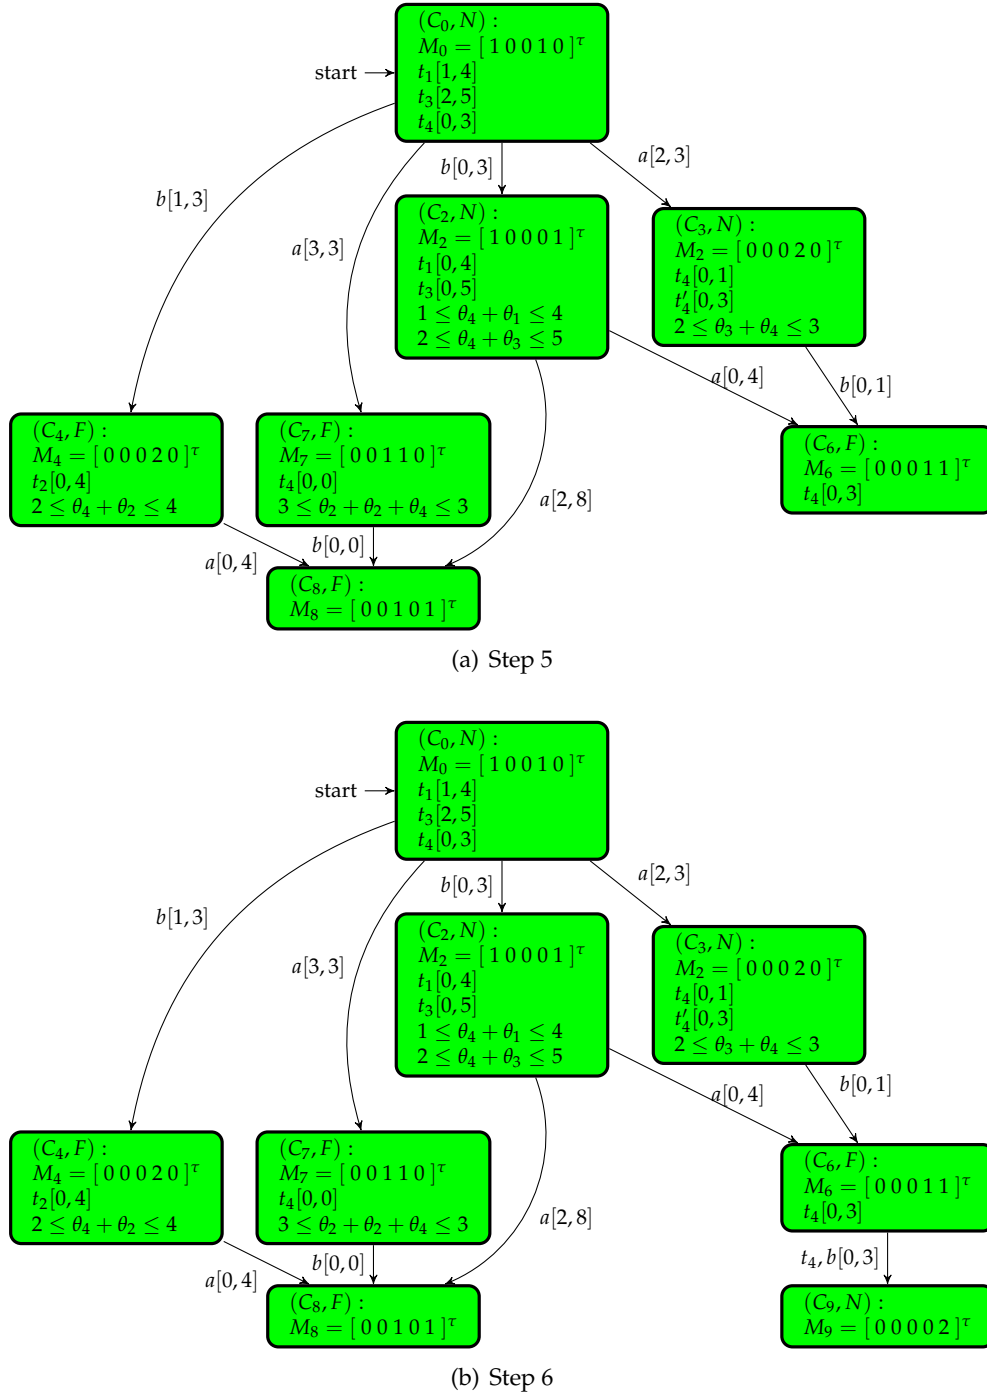 (C₀, N) :
M₀ = [ 1 0 0 1 0 ]^τ
start
t₁[1, 4]
t₃[2, 5]
t₄[0, 3]
b[1, 3]
a[3, 3]
b[0, 3]
a[2, 3]
(C₂, N) :
M₂ = [ 1 0 0 0 1 ]^τ
t₁[0, 4]
t₃[0, 5]
1 ≤ θ₄ + θ₁ ≤ 4
2 ≤ θ₄ + θ₃ ≤ 5
(C₃, N) :
M₂ = [ 0 0 0 2 0 ]^τ
t₄[0, 1]
t′₄[0, 3]
2 ≤ θ₃ + θ₄ ≤ 3
a[0, 4]
b[0, 1]
(C₄, F) :
M₄ = [ 0 0 0 2 0 ]^τ
t₂[0, 4]
2 ≤ θ₄ + θ₂ ≤ 4
(C₇, F) :
M₇ = [ 0 0 1 1 0 ]^τ
t₄[0, 0]
3 ≤ θ₂ + θ₂ + θ₄ ≤ 3
a[2, 8]
(C₆, F) :
M₆ = [ 0 0 0 1 1 ]^τ
t₄[0, 3]
a[0, 4]
b[0, 0]
(C₈, F) :
M₈ = [ 0 0 1 0 1 ]^τ
(a) Step 5
(C₀, N) :
M₀ = [ 1 0 0 1 0 ]^τ
start
t₁[1, 4]
t₃[2, 5]
t₄[0, 3]
b[1, 3]
a[3, 3]
b[0, 3]
a[2, 3]
(C₂, N) :
M₂ = [ 1 0 0 0 1 ]^τ
t₁[0, 4]
t₃[0, 5]
1 ≤ θ₄ + θ₁ ≤ 4
2 ≤ θ₄ + θ₃ ≤ 5
(C₃, N) :
M₂ = [ 0 0 0 2 0 ]^τ
t₄[0, 1]
t′₄[0, 3]
2 ≤ θ₃ + θ₄ ≤ 3
a[0, 4]
b[0, 1]
(C₄, F) :
M₄ = [ 0 0 0 2 0 ]^τ
t₂[0, 4]
2 ≤ θ₄ + θ₂ ≤ 4
(C₇, F) :
M₇ = [ 0 0 1 1 0 ]^τ
t₄[0, 0]
3 ≤ θ₂ + θ₂ + θ₄ ≤ 3
a[2, 8]
(C₆, F) :
M₆ = [ 0 0 0 1 1 ]^τ
t₄[0, 3]
a[0, 4]
b[0, 0]
t₄, b[0, 3]
(C₈, F) :
M₈ = [ 0 0 1 0 1 ]^τ
(C₉, N) :
M₉ = [ 0 0 0 0 2 ]^τ
(b) Step 6